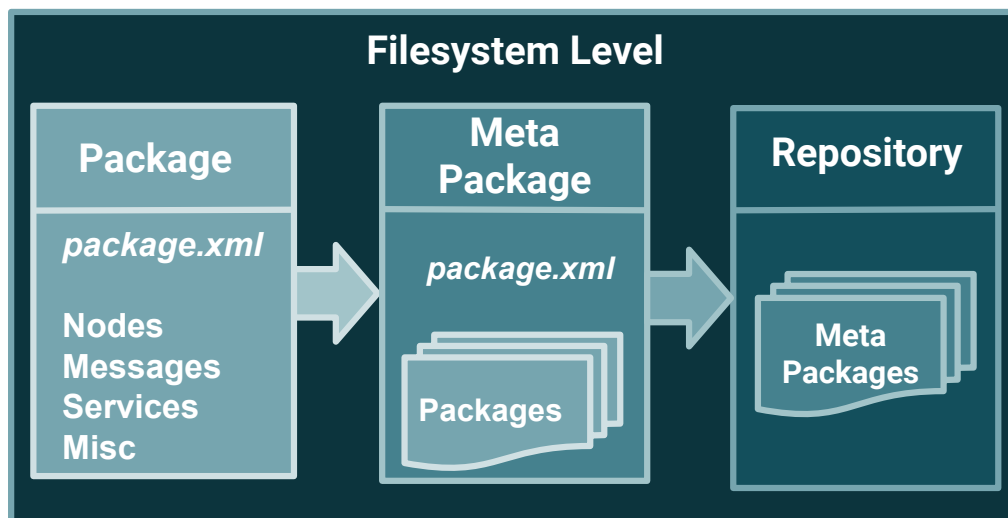 Filesystem Level
Package
package.xml
Nodes
Messages
Services
Misc
Meta
Package
package.xml
Packages
Repository
Meta
Packages